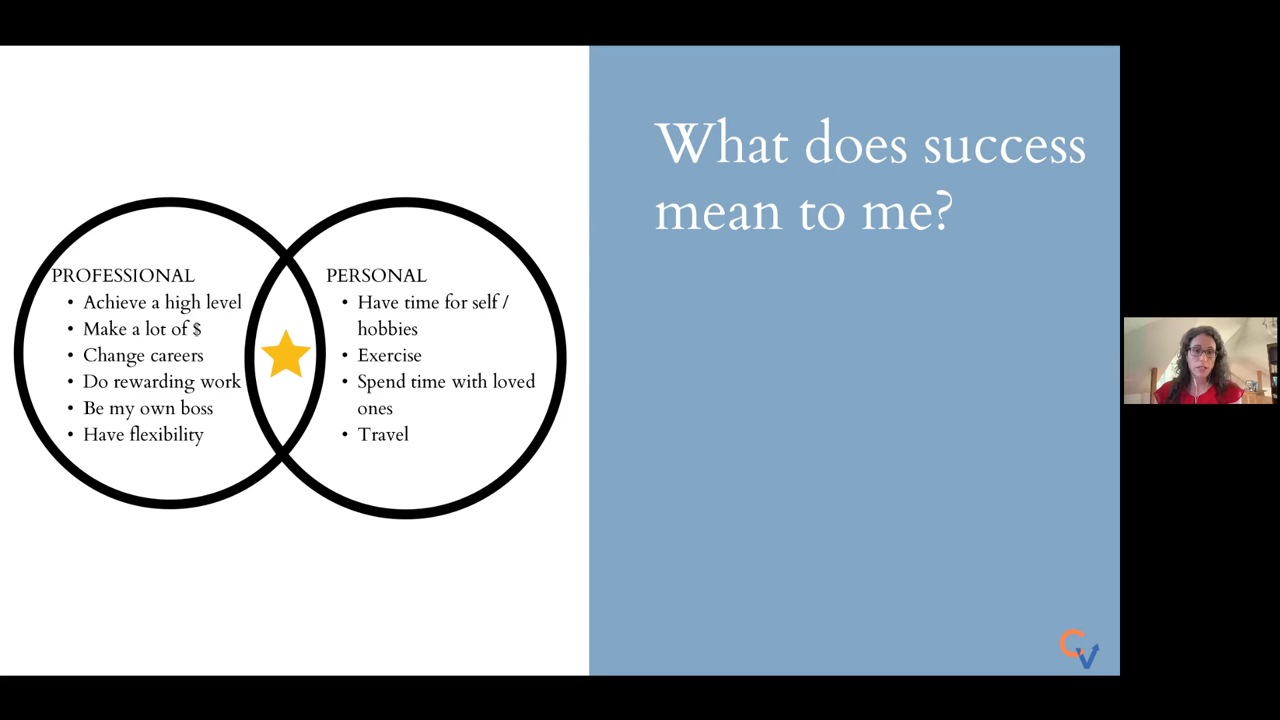 What does success
mean to me?
PROFESSIONAL
• Achieve a high level
• Make a lot of $
• Change careers
• Do rewarding work
• Be my own boss
• Have flexibility
PERSONAL
• Have time for self /
hobbies
• Exercise
• Spend time with loved
ones
• Travel
CV